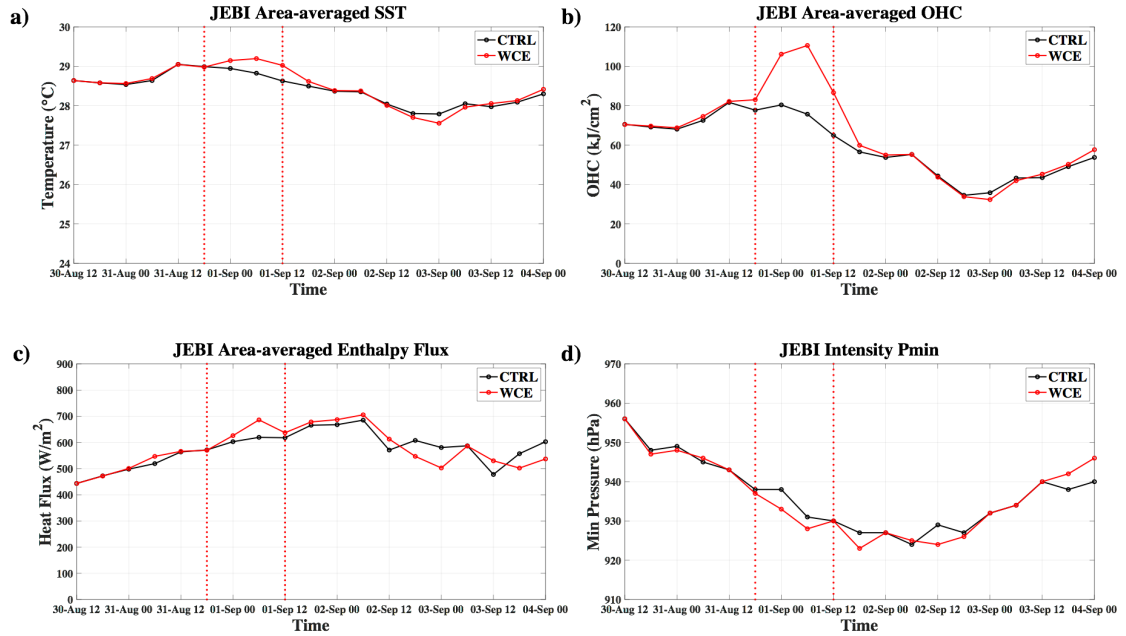 a)
JEBI Area-averaged SST
30
29
28
27
26
25
24
Temperature (°C)
CTRL
WCE
30-Aug 12 31-Aug 00 31-Aug 12 01-Sep 00 01-Sep 12 02-Sep 00 02-Sep 12 03-Sep 00 03-Sep 12 04-Sep 00
Time
b)
JEBI Area-averaged OHC
120
100
80
60
40
20
0
OHC (kJ/cm²)
CTRL
WCE
30-Aug 12 31-Aug 00 31-Aug 12 01-Sep 00 01-Sep 12 02-Sep 00 02-Sep 12 03-Sep 00 03-Sep 12 04-Sep 00
Time
c)
JEBI Area-averaged Enthalpy Flux
900
800
700
600
500
400
300
200
100
0
Heat Flux (W/m²)
CTRL
WCE
30-Aug 12 31-Aug 00 31-Aug 12 01-Sep 00 01-Sep 12 02-Sep 00 02-Sep 12 03-Sep 00 03-Sep 12 04-Sep 00
Time
d)
JEBI Intensity Pmin
970
960
950
940
930
920
910
Min Pressure (hPa)
CTRL
WCE
30-Aug 12 31-Aug 00 31-Aug 12 01-Sep 00 01-Sep 12 02-Sep 00 02-Sep 12 03-Sep 00 03-Sep 12 04-Sep 00
Time